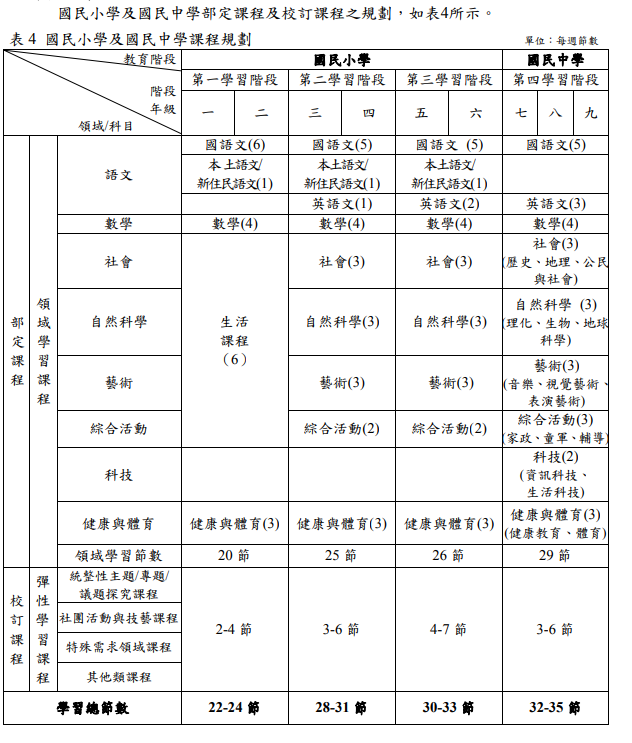 國民小學及國民中學部定課程及校訂課程之規劃，如表4所示。
表 4 國民小學及國民中學課程規劃
單位：每週節數
教育階段
國民小學
國民中學
階段
年級
領域/科目
第一學習階段
第二學習階段
第三學習階段
第四學習階段
一
二
三
四
五
六
七
八
九
部定課程
領域學習課程
語文
國語文(6)
國語文(5)
國語文 (5)
國語文(5)
本土語文/
新住民語文(1)
本土語文/
新住民語文(1)
本土語文/
新住民語文(1)
英語文(1)
英語文(2)
英語文(3)
數學
數學(4)
數學(4)
數學(4)
數學(4)
社會
生活
課程
（6）
社會(3)
社會(3)
社會(3)
(歷史、地理、公民
與社會)
自然科學
自然科學(3)
自然科學(3)
自然科學 (3)
(理化、生物、地球
科學)
藝術
藝術(3)
藝術(3)
藝術(3)
(音樂、視覺藝術、
表演藝術)
綜合活動
綜合活動(2)
綜合活動(2)
綜合活動(3)
(家政、童軍、輔導)
科技
科技(2)
(資訊科技、
生活科技)
健康與體育
健康與體育(3)
健康與體育(3)
健康與體育(3)
健康與體育(3)
(健康教育、體育)
領域學習節數
20 節
25 節
26 節
29 節
校訂課程
彈性學習課程
統整性主題/專題/
議題探究課程
社團活動與技藝課程
特殊需求領域課程
其他類課程
2-4 節
3-6 節
4-7 節
3-6 節
學習總節數
22-24 節
28-31 節
30-33 節
32-35 節